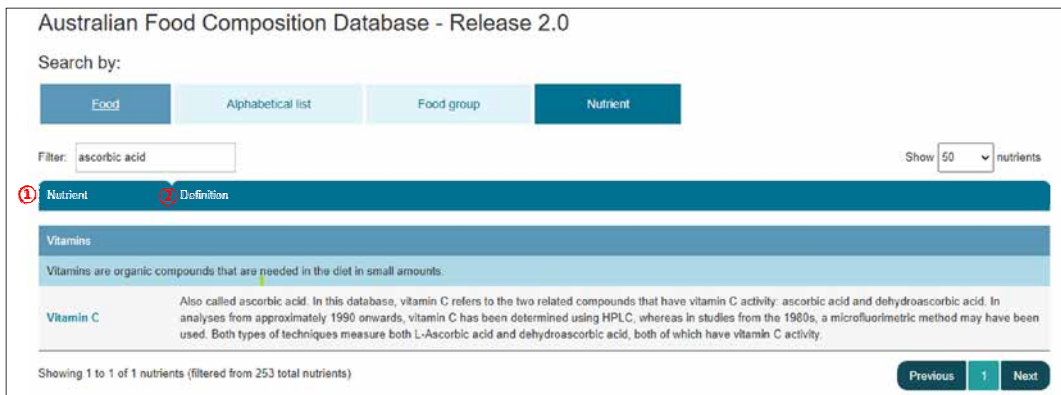 Australian Food Composition Database - Release 2.0
Search by:
Food Alphabetical list Food group Nutrient
Filter: ascorbic acid Show 50 nutrients
① Nutrient ② Definition
Vitamins
Vitamins are organic compounds that are needed in the diet in small amounts.
Also called ascorbic acid. In this database, vitamin C refers to the two related compounds that have vitamin C activity: ascorbic acid and dehydroascorbic acid. In
Vitamin C analyses from approximately 1990 onwards, vitamin C has been determined using HPLC, whereas in studies from the 1980s, a microfluorimetric method may have been
used. Both types of techniques measure both L-Ascorbic acid and dehydroascorbic acid, both of which have vitamin C activity.
Showing 1 to 1 of 1 nutrients (filtered from 253 total nutrients)
Previous 1 Next